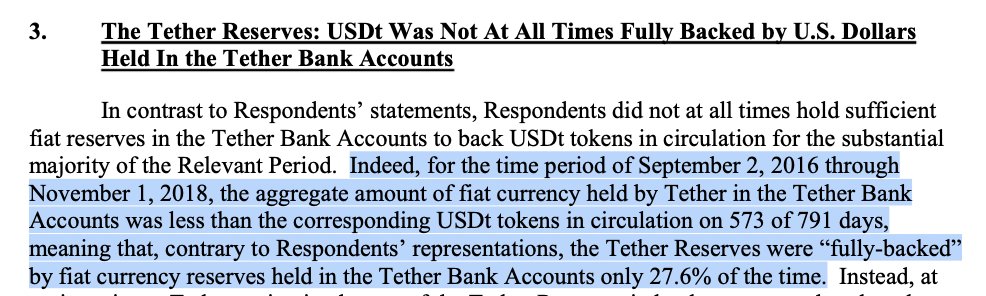 3. The Tether Reserves: USDt Was Not At All Times Fully Backed by U.S. Dollars
Held In the Tether Bank Accounts
In contrast to Respondents’ statements, Respondents did not at all times hold sufficient
fiat reserves in the Tether Bank Accounts to back USDt tokens in circulation for the substantial
majority of the Relevant Period. Indeed, for the time period of September 2, 2016 through
November 1, 2018, the aggregate amount of fiat currency held by Tether in the Tether Bank
Accounts was less than the corresponding USDt tokens in circulation on 573 of 791 days,
meaning that, contrary to Respondents’ representations, the Tether Reserves were “fully-backed”
by fiat currency reserves held in the Tether Bank Accounts only 27.6% of the time. Instead, at